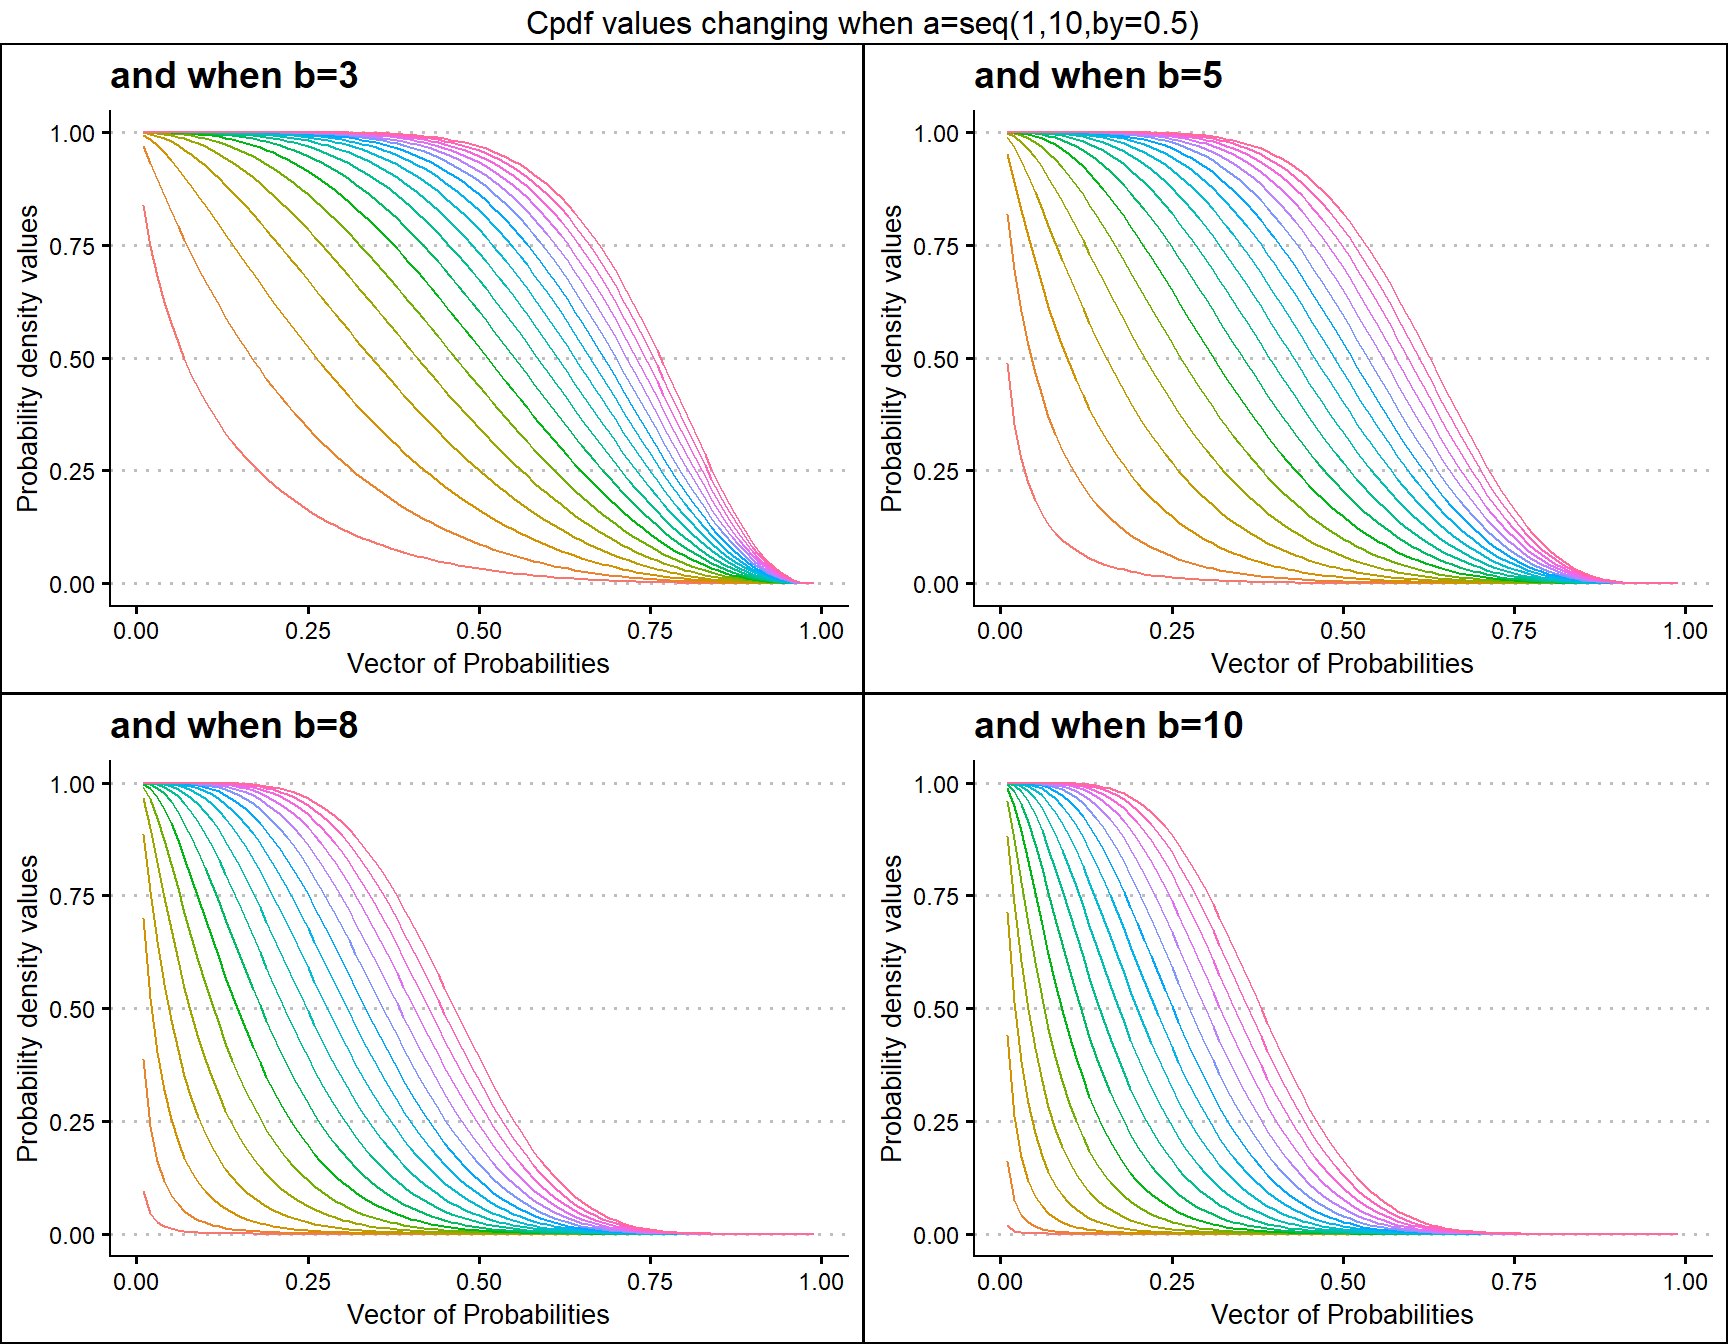 Cpdf values changing when a=seq(1,10,by=0.5)
and when b=3
Probability density values
1.00
0.75
0.50
0.25
0.00
0.00 0.25 0.50 0.75 1.00
Vector of Probabilities
and when b=5
Probability density values
1.00
0.75
0.50
0.25
0.00
0.00 0.25 0.50 0.75 1.00
Vector of Probabilities
and when b=8
Probability density values
1.00
0.75
0.50
0.25
0.00
0.00 0.25 0.50 0.75 1.00
Vector of Probabilities
and when b=10
Probability density values
1.00
0.75
0.50
0.25
0.00
0.00 0.25 0.50 0.75 1.00
Vector of Probabilities